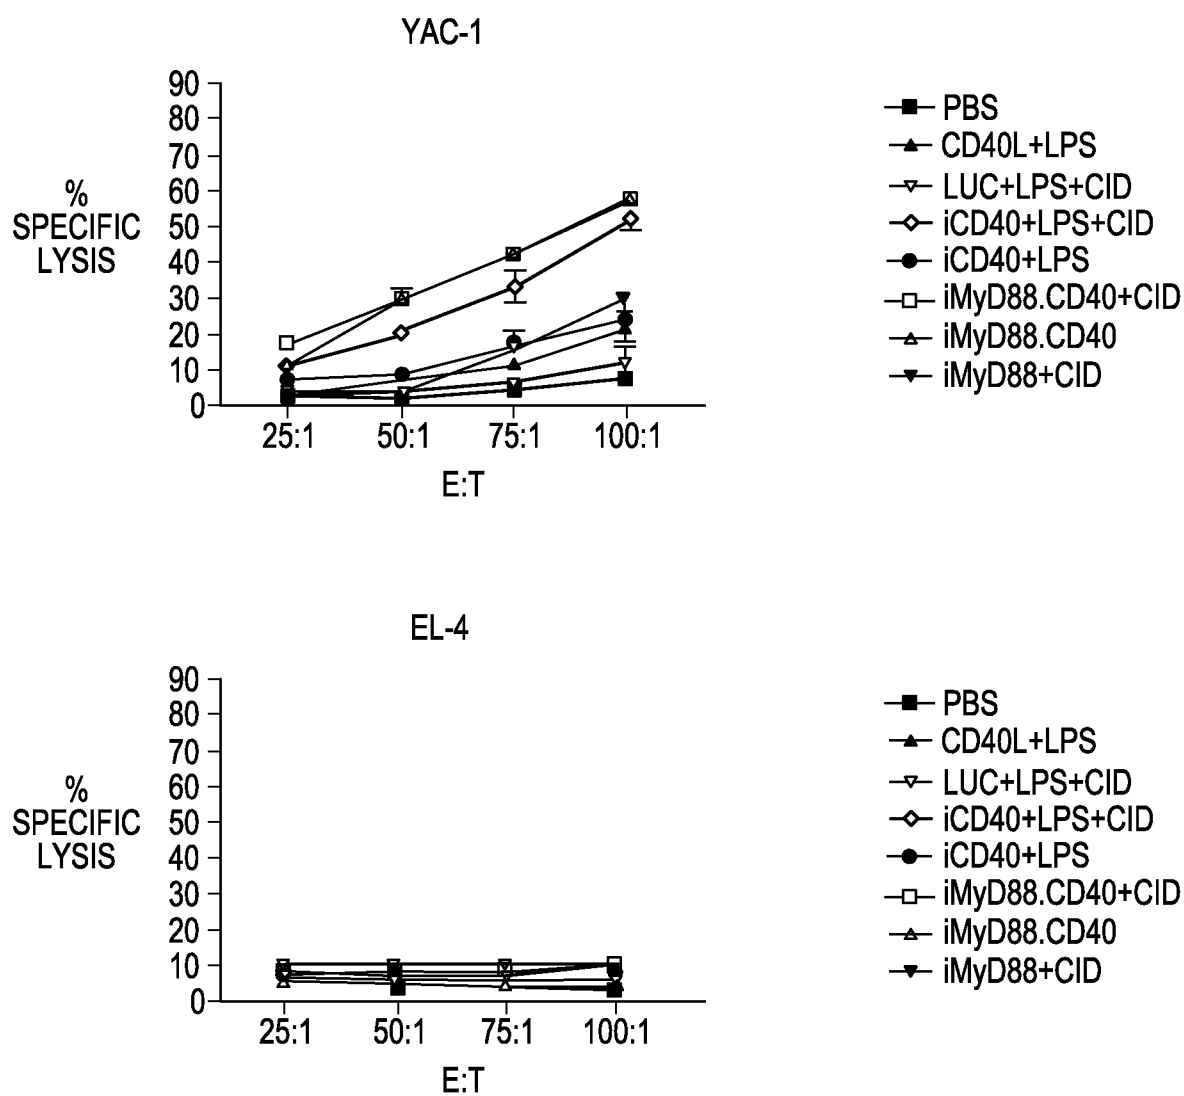 YAC-1
%
SPECIFIC
LYSIS
90
80
70
60
50
40
30
20
10
0
25:1 50:1 75:1 100:1
E:T
PBS
CD40L+LPS
LUC+LPS+CID
iCD40+LPS+CID
iCD40+LPS
iMyD88.CD40+CID
iMyD88.CD40
iMyD88+CID
EL-4
%
SPECIFIC
LYSIS
90
80
70
60
50
40
30
20
10
0
25:1 50:1 75:1 100:1
E:T
PBS
CD40L+LPS
LUC+LPS+CID
iCD40+LPS+CID
iCD40+LPS
iMyD88.CD40+CID
iMyD88.CD40
iMyD88+CID